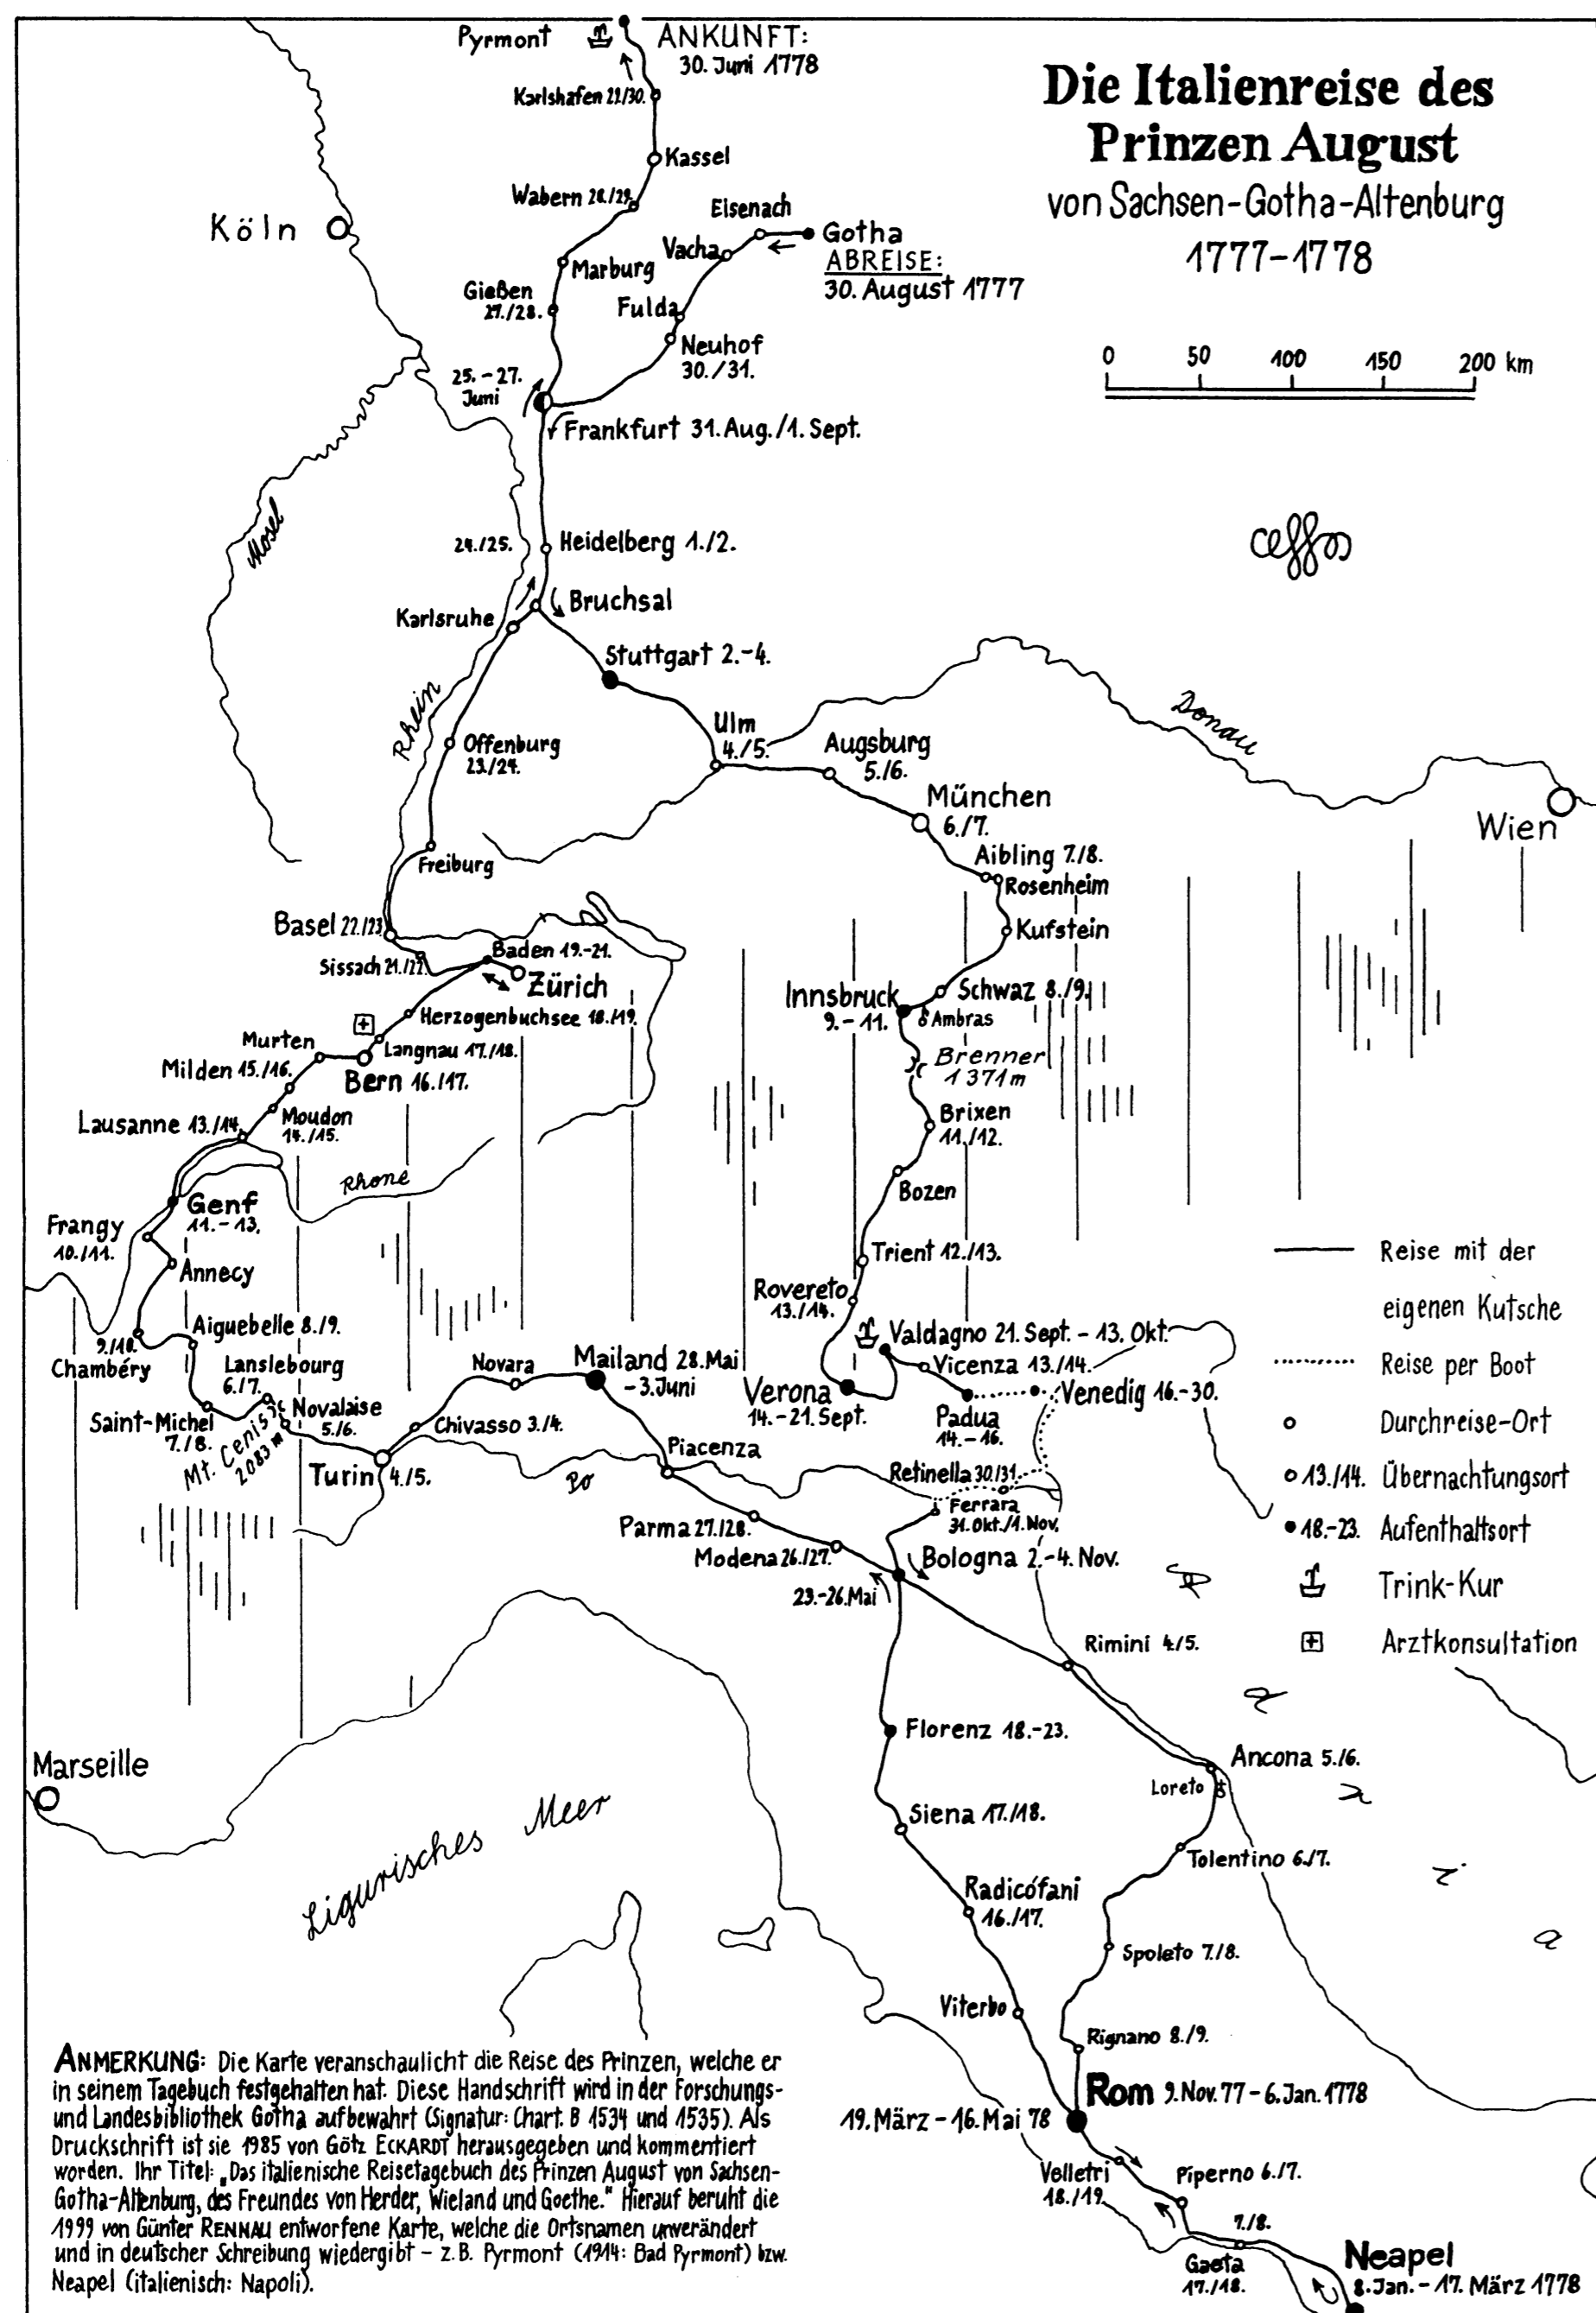 Die Italienreise des
Prinzen August
von Sachsen-Gotha-Altenburg
1777-1778
0 50 100 150 200 km
Pyrmont
ANKUNFT:
30. Juni 1778
Karlshafen 29./30.
Kassel
Wabern 28./29.
Eisenach
Gotha
ABREISE:
30. August 1777
Vacha
Köln
Marburg
Gießen
27./28.
Fulda
Neuhof
30./31.
25.-27.
Juni
Frankfurt 31. Aug./1. Sept.
Mosel
24./25.
Heidelberg 1./2.
Bruchsal
Karlsruhe
Stuttgart 2.-4.
Rhein
Donau
Ulm
4./5.
Augsburg
5./6.
Offenburg
23./24.
München
6./7.
Wien
Aibling 7./8.
Rosenheim
Freiburg
Kufstein
Basel 22./23.
Baden 19.-21.
Sissach 21./22.
Zürich
Innsbruck
9.-11.
Schwaz 8./9.
Ambras
Herzogenbuchsee 18./19.
Murten
Langnau 17./18.
Milden 15./16.
Bern 16./17.
Brenner
1371 m
Brixen
11./12.
Lausanne 13./14.
Moudon
14./15.
Rhone
Bozen
Genf
11.-13.
Frangy
10./11.
Annecy
Trient 12./13.
Rovereto
13./14.
Aiguebelle 8./9.
9./10.
Chambéry
Lanslebourg
6./7.
Valdagno 21. Sept. - 13. Okt.
Vicenza 13./14.
Novara
Mailand 28. Mai
-3. Juni
Verona
14.-21. Sept.
Padua
14.-16.
Venedig 16.-30.
Saint-Michel
7./8.
Mt. Cenis
2083 m
Novalaise
5./6.
Chivasso 3./4.
Turin 4./5.
Piacenza
Po
Retinella 30./31.
Ferrara
31. Okt./1. Nov.
Parma 27./28.
Modena 26./27.
Bologna 2.-4. Nov.
23.-26. Mai
Reise mit der
eigenen Kutsche
Reise per Boot
Durchreise-Ort
13./14. Übernachtungsort
18.-23. Aufenthaltsort
Trink-Kur
Arztkonsultation
Rimini 4./5.
A
d
r
i
a
Florenz 18.-23.
Ancona 5./6.
Loreto
Marseille
Ligurisches Meer
Siena 17./18.
Tolentino 6./7.
Radicófani
16./17.
Spoleto 7./8.
Viterbo
Rignano 8./9.
Rom 9. Nov. 77 - 6. Jan. 1778
19. März - 16. Mai 78
Velletri
18./19.
Piperno 6./7.
7./8.
Gaeta
17./18.
Neapel
8. Jan. - 17. März 1778
ANMERKUNG: Die Karte veranschaulicht die Reise des Prinzen, welche er
in seinem Tagebuch festgehalten hat. Diese Handschrift wird in der Forschungs-
und Landesbibliothek Gotha aufbewahrt (Signatur: Chart. B 1534 und 1535). Als
Druckschrift ist sie 1985 von Götz ECKARDT herausgegeben und kommentiert
worden. Ihr Titel: „Das italienische Reisetagebuch des Prinzen August von Sachsen-
Gotha-Altenburg, des Freundes von Herder, Wieland und Goethe." Hierauf beruht die
1999 von Günter RENNAU entworfene Karte, welche die Ortsnamen unverändert
und in deutscher Schreibung wiedergibt - z.B. Pyrmont (1914: Bad Pyrmont) bzw.
Neapel (italienisch: Napoli).